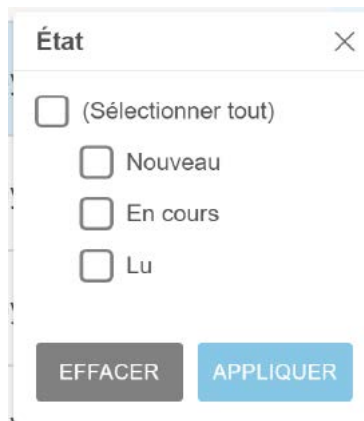 État
(Sélectionner tout)
Nouveau
En cours
Lu
EFFACER
APPLIQUER